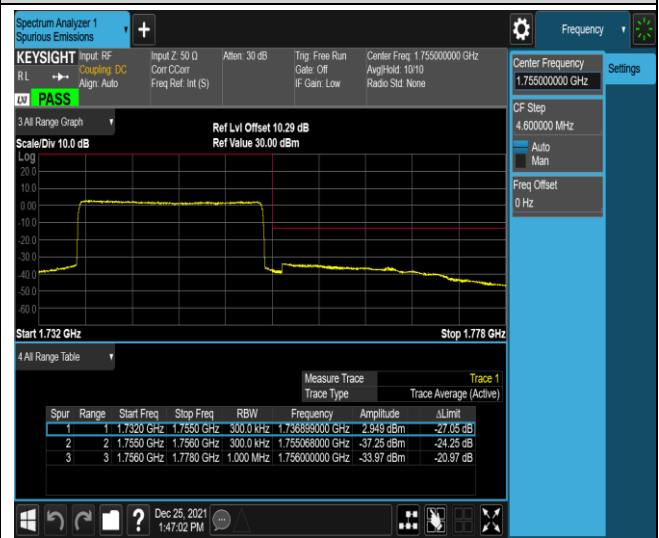 Spectrum Analyzer 1
Spurious Emissions
Frequency
KEYSIGHT
RL
Input: RF
Coupling: DC
Align: Auto
Input Z: 50 Ω
Corr CCorr
Freq Ref: Int (S)
Atten: 30 dB
Trig: Free Run
Gate: Off
IF Gain: Low
Center Freq: 1.755000000 GHz
Avg|Hold: 10/10
Radio Std: None
LXI PASS
Center Frequency
1.755000000 GHz
Settings
CF Step
4.600000 MHz
Auto
Man
Freq Offset
0 Hz
3 All Range Graph
Scale/Div 10.0 dB
Ref Lvl Offset 10.29 dB
Ref Value 30.00 dBm
Log
20.0
10.0
0.00
-10.0
-20.0
-30.0
-40.0
-50.0
-60.0
Start 1.732 GHz
Stop 1.778 GHz
4 All Range Table
Measure Trace Trace 1
Trace Type Trace Average (Active)
Spur Range Start Freq Stop Freq RBW Frequency Amplitude ΔLimit
1 1 1.7320 GHz 1.7550 GHz 300.0 kHz 1.736899000 GHz 2.949 dBm -27.05 dB
2 2 1.7550 GHz 1.7560 GHz 300.0 kHz 1.755068000 GHz -37.25 dBm -24.25 dB
3 3 1.7560 GHz 1.7780 GHz 1.000 MHz 1.756000000 GHz -33.97 dBm -20.97 dB
Dec 25, 2021
1:47:02 PM